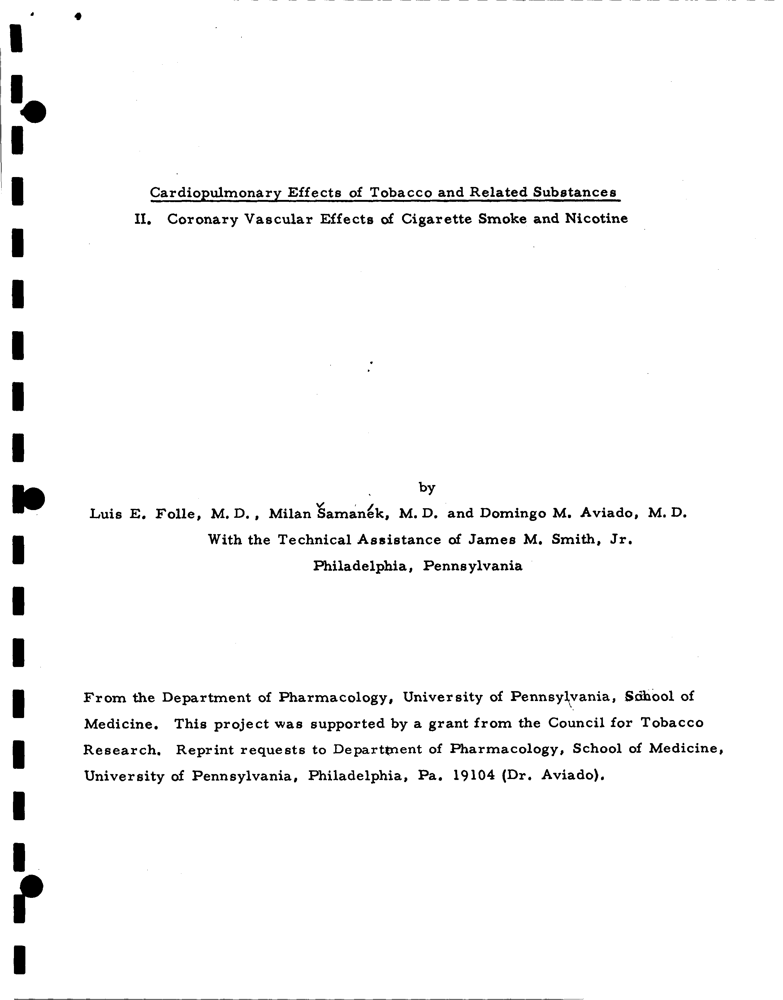 Cardiopulmonary Effects of Tobacco and Related Substances
II. Coronary Vascular Effects of Cigarette Smoke and Nicotine
by
Luis E. Folle, M. D., Milan Šamanék, M. D. and Domingo M. Aviado, M. D.
With the Technical Assistance of James M. Smith, Jr.
Philadelphia, Pennsylvania
From the Department of Pharmacology, University of Pennsylvania, School of
Medicine. This project was supported by a grant from the Council for Tobacco
Research. Reprint requests to Department of Pharmacology, School of Medicine,
University of Pennsylvania, Philadelphia, Pa. 19104 (Dr. Aviado).